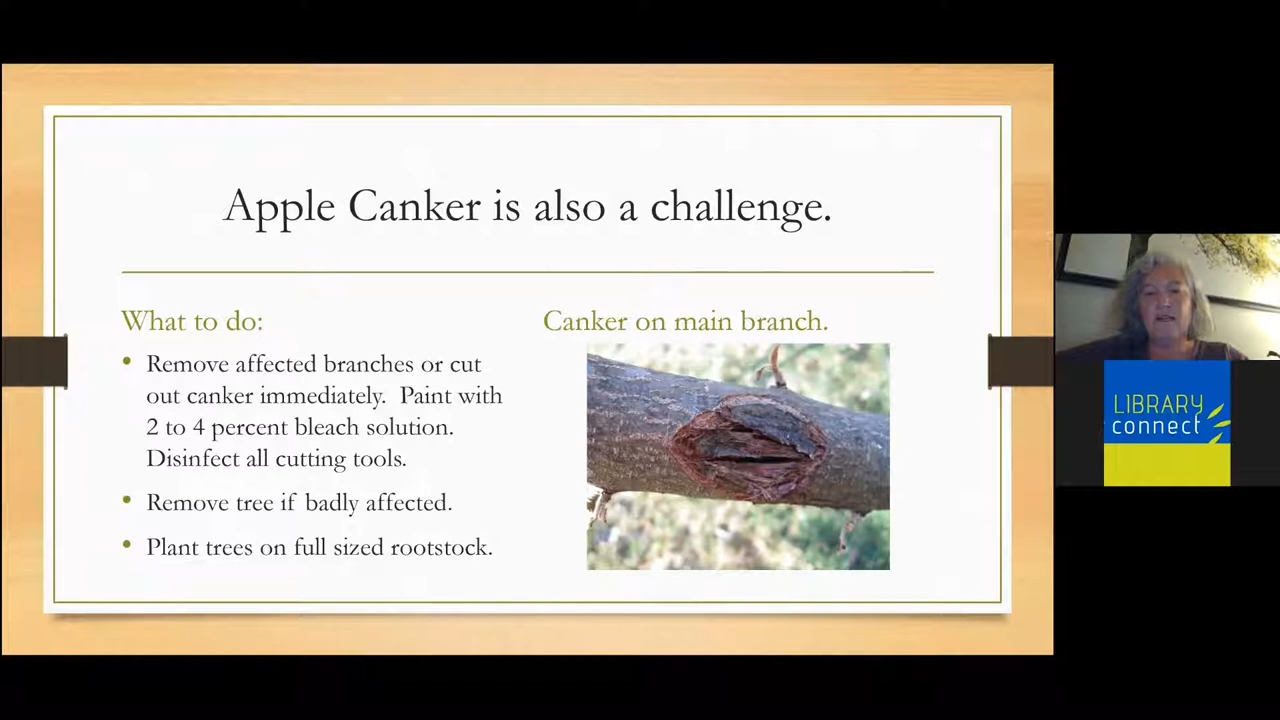 Apple Canker is also a challenge.
What to do:
• Remove affected branches or cut
out canker immediately.  Paint with
2 to 4 percent bleach solution.
Disinfect all cutting tools.
• Remove tree if badly affected.
• Plant trees on full sized rootstock.
Canker on main branch.
LIBRARY
connect